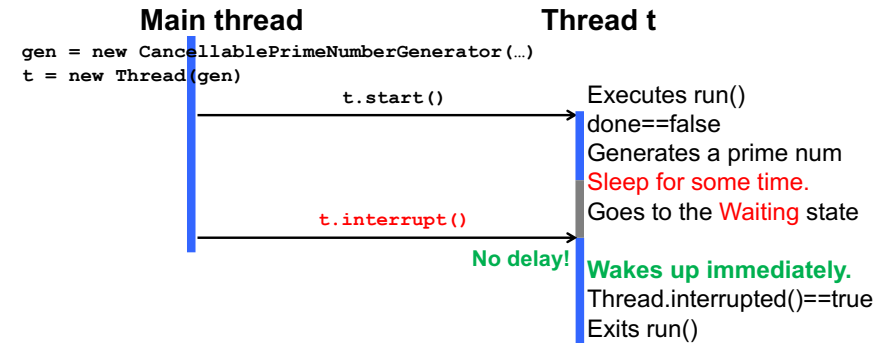 Main thread
Thread t
gen = new CancellablePrimeNumberGenerator(…)
t = new Thread(gen)
t.start()
Executes run()
done==false
Generates a prime num
Sleep for some time.
Goes to the Waiting state
t.interrupt()
No delay!
Wakes up immediately.
Thread.interrupted()==true
Exits run()